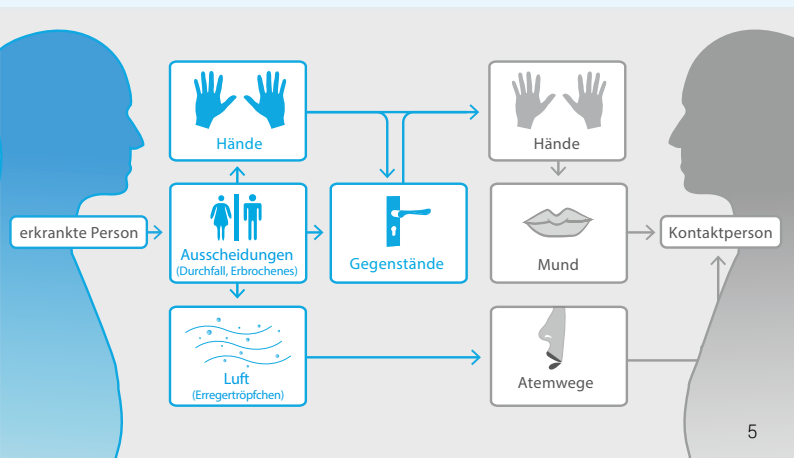 Hände
Hände
erkrankte Person
Ausscheidungen
(Durchfall, Erbrochenes)
Gegenstände
Mund
Kontaktperson
Luft
(Erregertröpfchen)
Atemwege
5